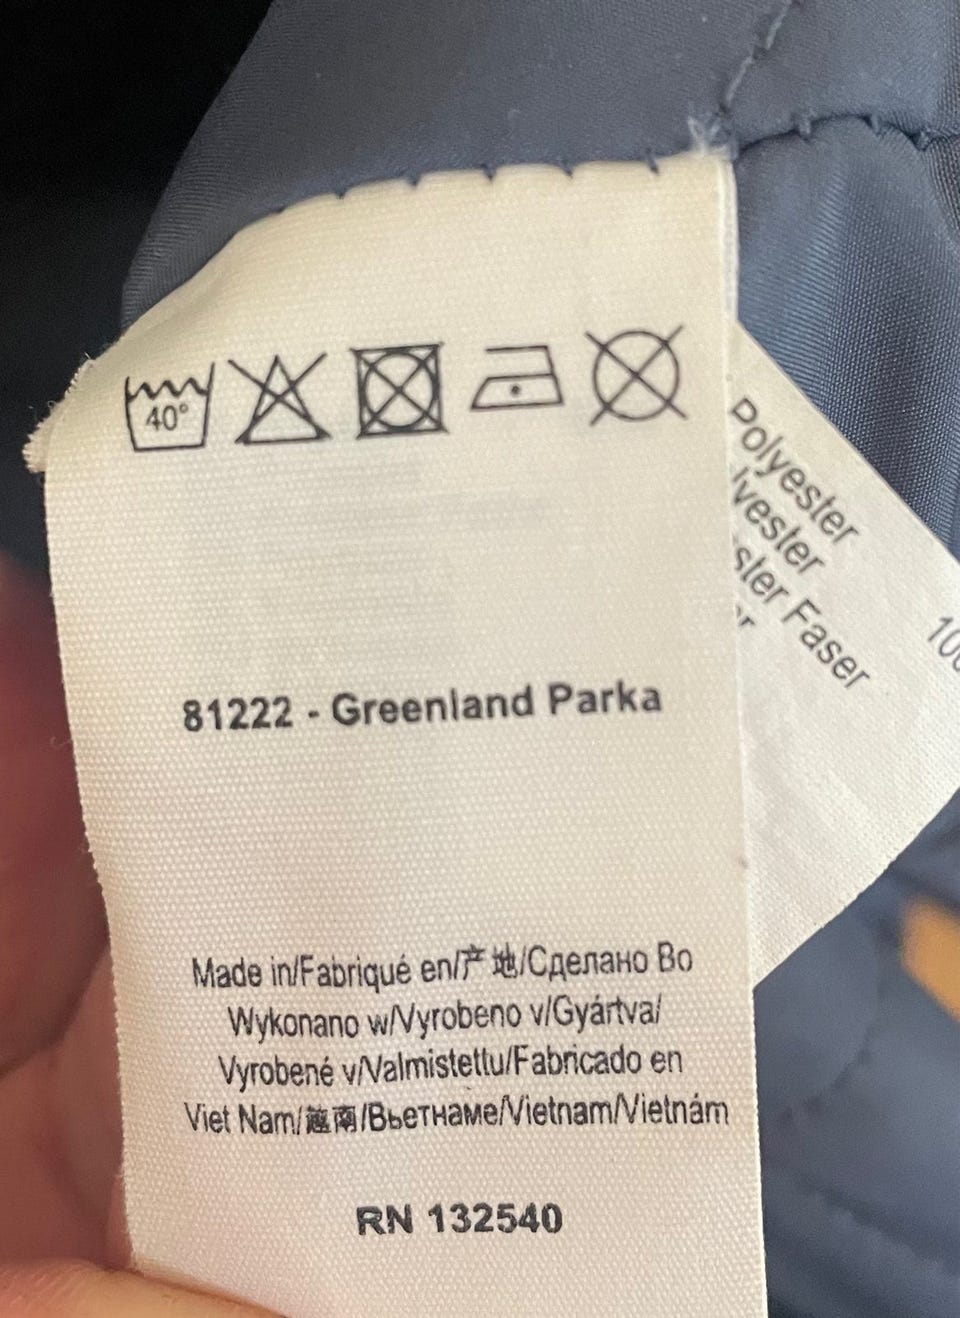 40°
81222 - Greenland Parka
Made in/Fabriqué en/产地/Сделано Во
Wykonano w/Vyrobeno v/Gyártva/
Vyrobené v/Valmistettu/Fabricado en
Viet Nam/越南/Вьетнаме/Vietnam/Vietnám
RN 132540
Polyester
Faser